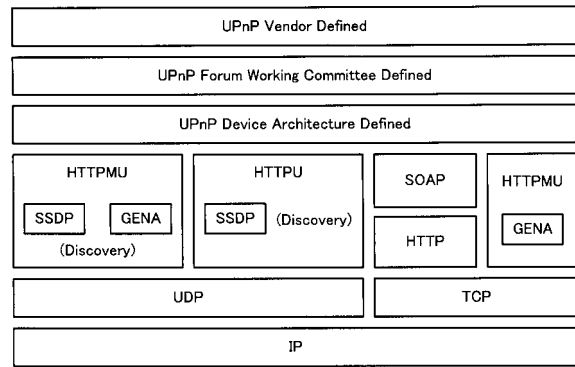 UPnP Vendor Defined
UPnP Forum Working Committee Defined
UPnP Device Architecture Defined
HTTPMU
SSDP
GENA
(Discovery)
HTTPU
SSDP
(Discovery)
SOAP
HTTP
HTTPMU
GENA
UDP
TCP
IP